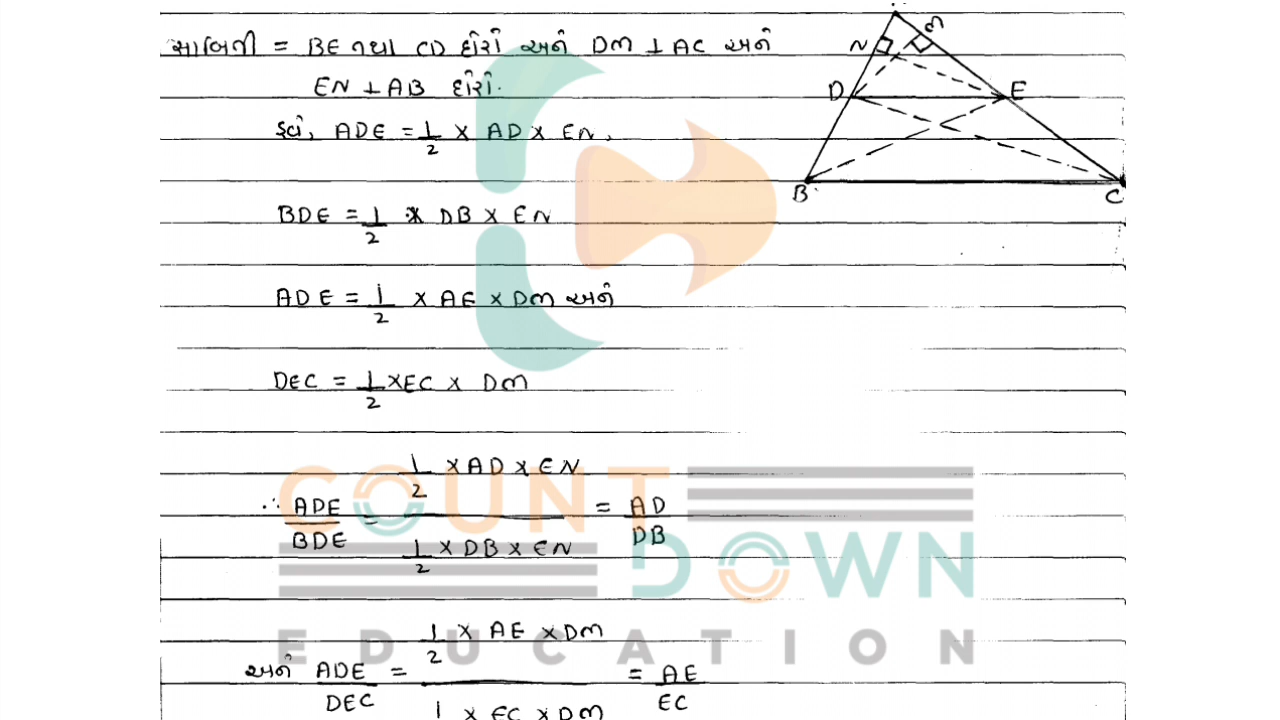 સાબિતી = BE તથા CD દોરો અને DM ⊥ AC અને
EN ⊥ AB દોરો.
હવે, ADE = 1/2 × AD × EN,
BDE = 1/2 × DB × EN
ADE = 1/2 × AE × DM અને
DEC = 1/2 × EC × DM
∴ ADE/BDE = (1/2 × AD × EN)/(1/2 × DB × EN) = AD/DB
અને ADE/DEC = (1/2 × AE × DM)/(1 × EC × DM) = AE/EC
N M
D E
B C
COUNT
DOWN
EDUCATION